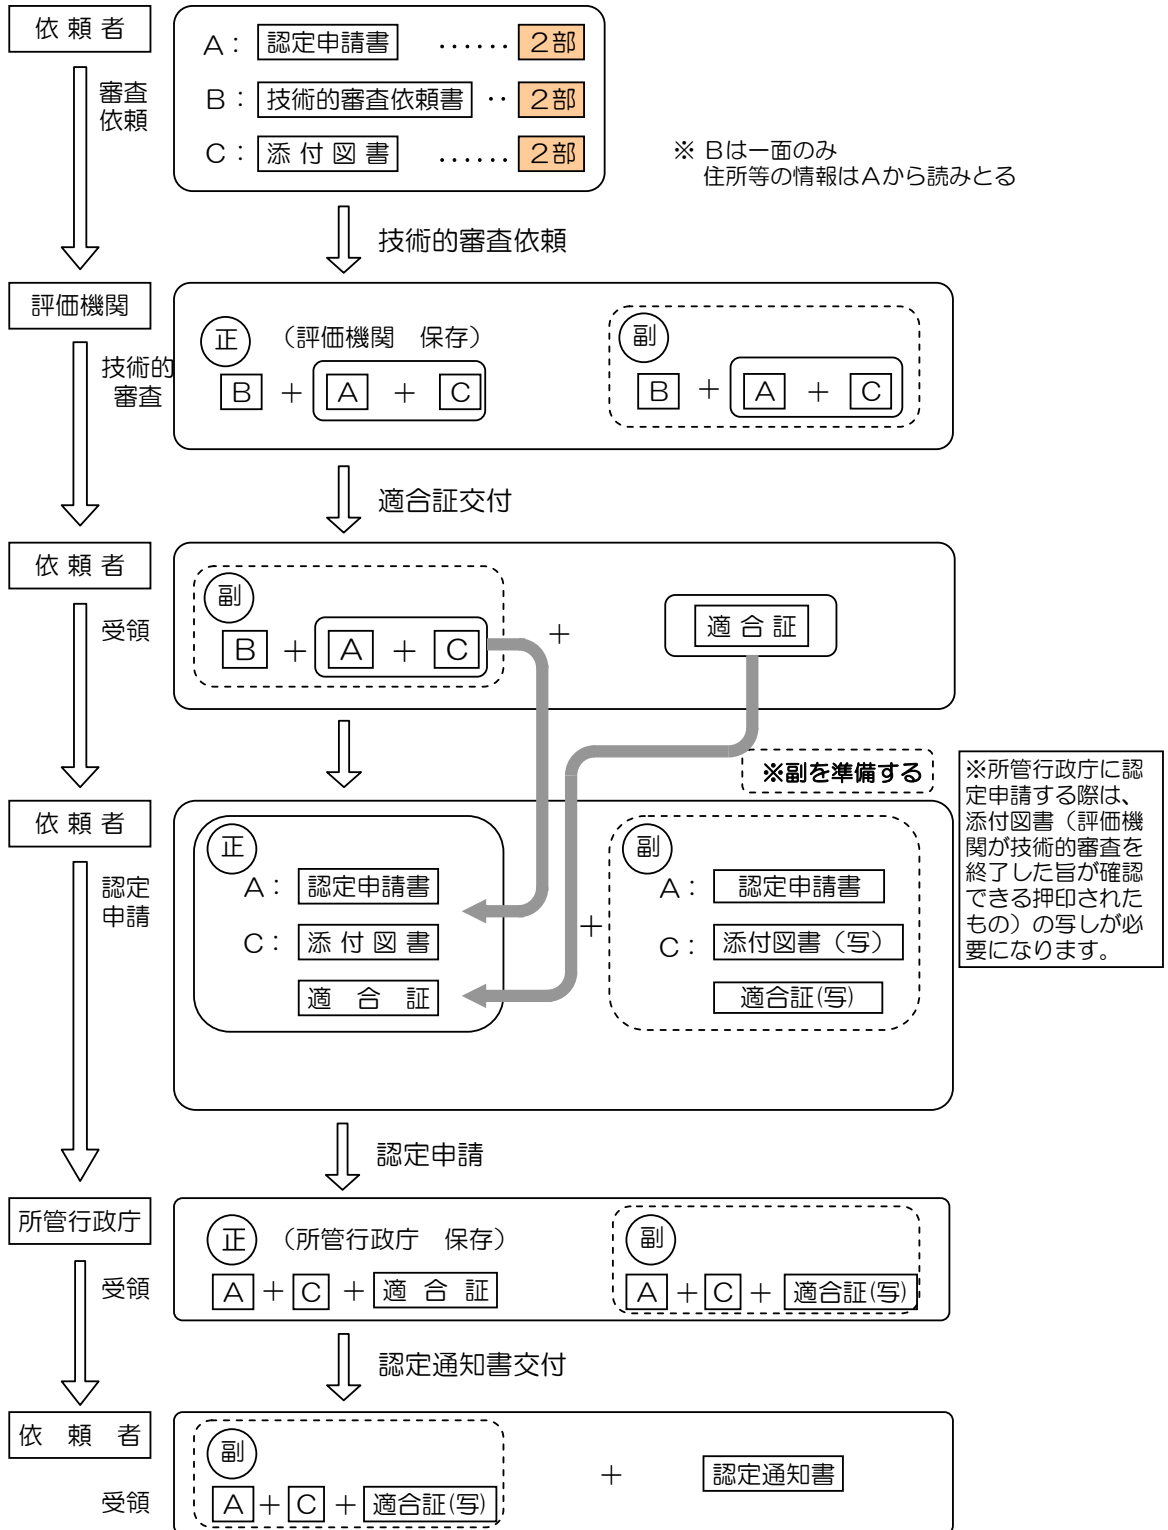 依 頼 者
審査
依頼
A： 認定申請書 …… 2部
B： 技術的審査依頼書 ‥ 2部
C： 添 付 図 書 …… 2部
※ Bは一面のみ
住所等の情報はAから読みとる
技術的審査依頼
評価機関
技術的
審査
正 （評価機関　保存）
B ＋ A ＋ C
副
B ＋ A ＋ C
適合証交付
依 頼 者
受領
副
B ＋ A ＋ C
＋
適 合 証
※副を準備する
※所管行政庁に認
定申請する際は、
添付図書（評価機
関が技術的審査を
終了した旨が確認
できる押印された
もの）の写しが必
要になります。
依 頼 者
認定
申請
正
A： 認定申請書
C： 添 付 図 書
適　合　証
＋
副
A： 認定申請書
C： 添付図書（写）
適合証(写)
認定申請
所管行政庁
受領
正 （所管行政庁　保存）
A ＋ C ＋ 適 合 証
副
A ＋ C ＋ 適合証(写)
認定通知書交付
依　頼　者
受領
副
A ＋ C ＋ 適合証(写)
＋
認定通知書